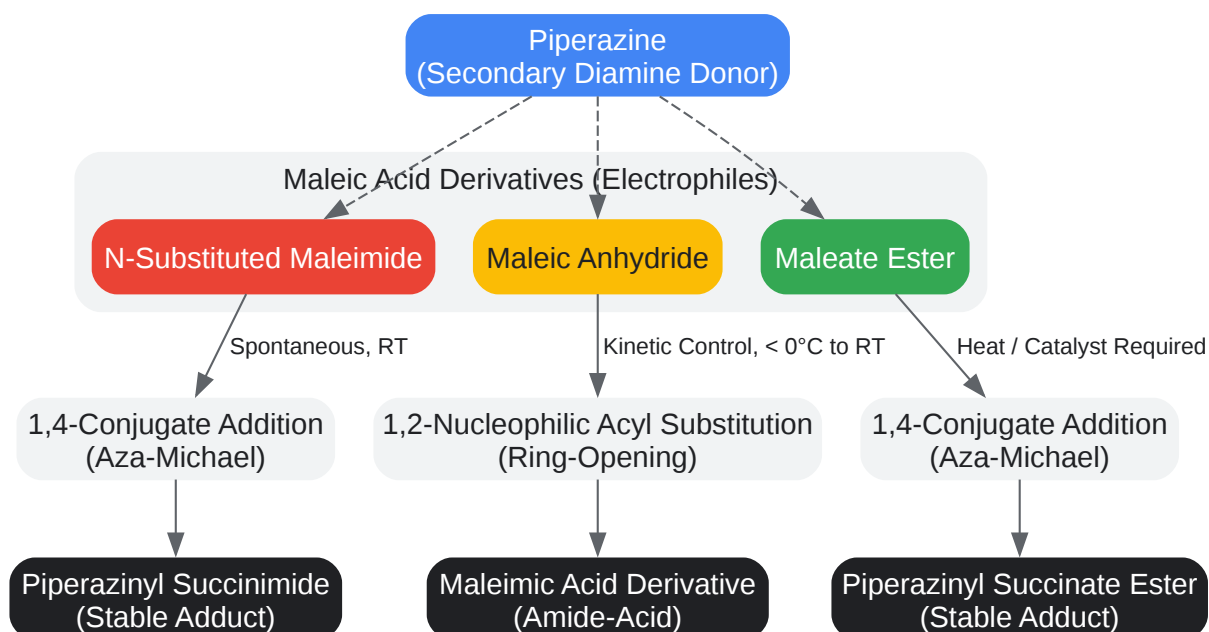 Piperazine
(Secondary Diamine Donor)
Maleic Acid Derivatives (Electrophiles)
N-Substituted Maleimide
Maleic Anhydride
Maleate Ester
Spontaneous, RT
Kinetic Control, < 0°C to RT
Heat / Catalyst Required
1,4-Conjugate Addition
(Aza-Michael)
1,2-Nucleophilic Acyl Substitution
(Ring-Opening)
1,4-Conjugate Addition
(Aza-Michael)
Piperazinyl Succinimide
(Stable Adduct)
Maleimic Acid Derivative
(Amide-Acid)
Piperazinyl Succinate Ester
(Stable Adduct)